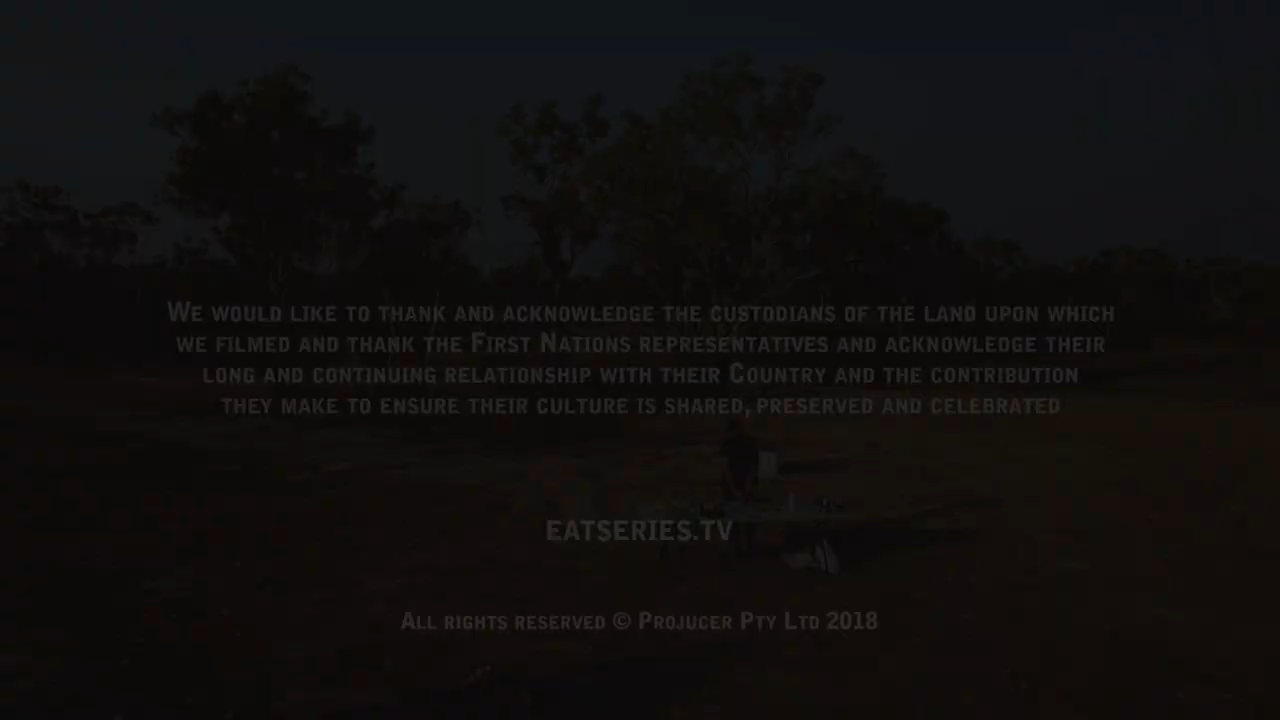 We would like to thank and acknowledge the custodians of the land upon which
we filmed and thank the First Nations representatives and acknowledge their
long and continuing relationship with their Country and the contribution
they make to ensure their culture is shared, preserved and celebrated
EATSERIES.TV
All rights reserved © Projucer Pty Ltd 2018